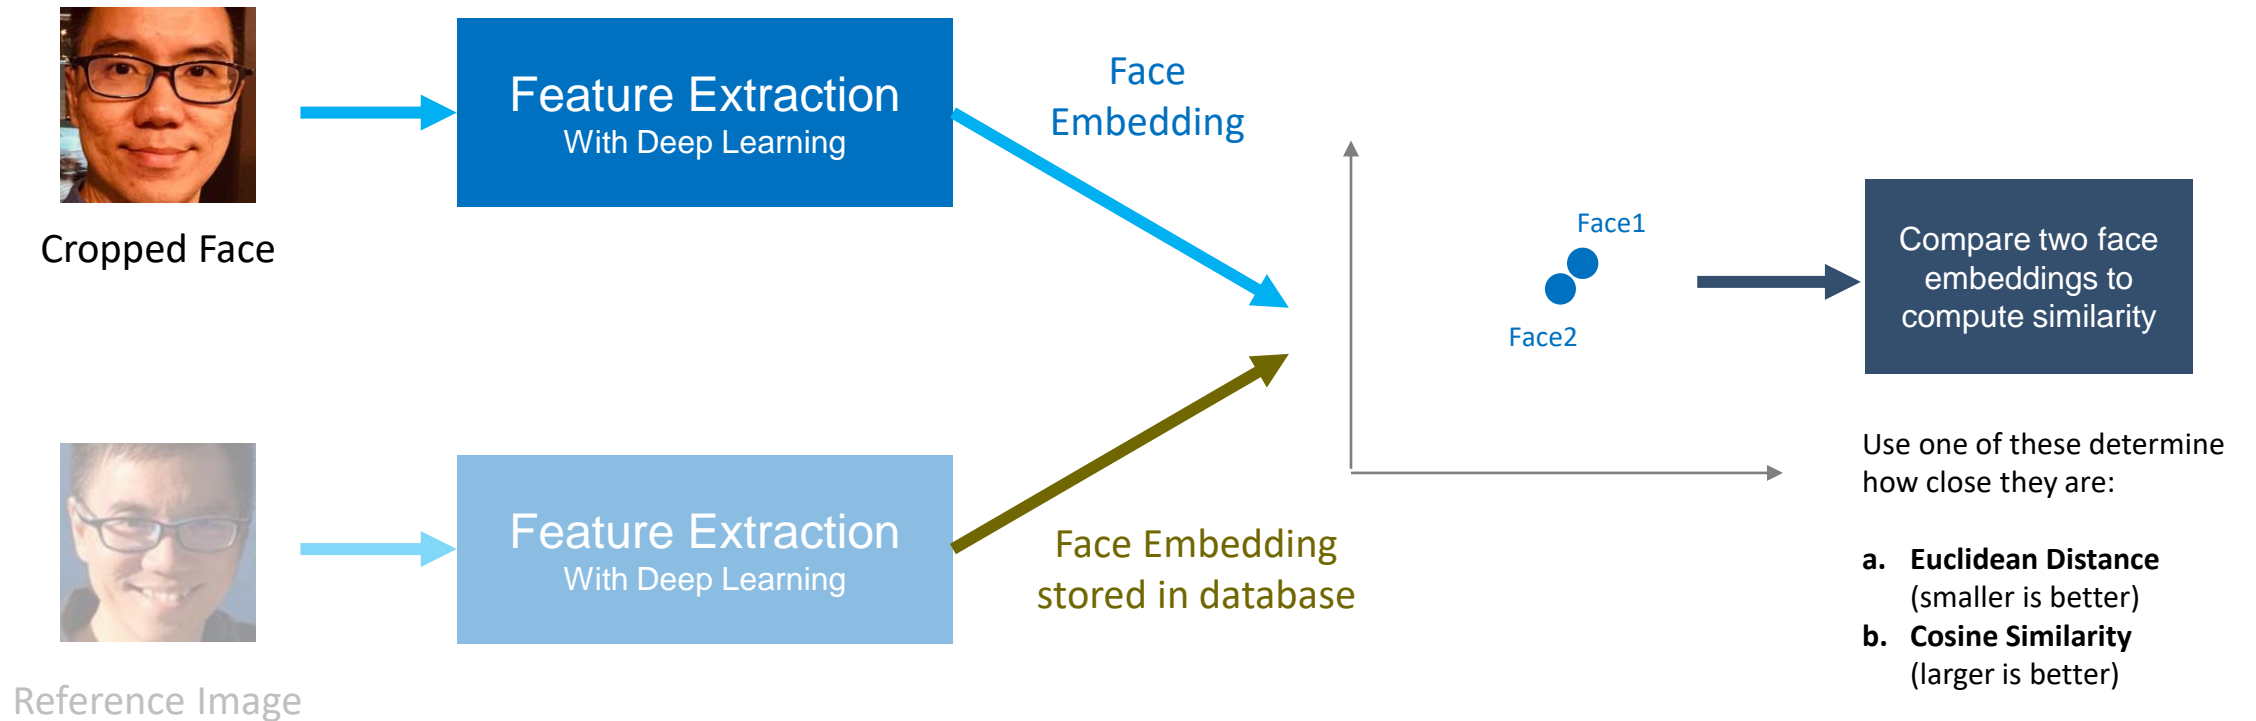 Feature Extraction
With Deep Learning
Face
Embedding
Cropped Face
Face1
Face2
Compare two face
embeddings to
compute similarity
Feature Extraction
With Deep Learning
Face Embedding
stored in database
Reference Image
Use one of these determine
how close they are:
a. Euclidean Distance
(smaller is better)
b. Cosine Similarity
(larger is better)